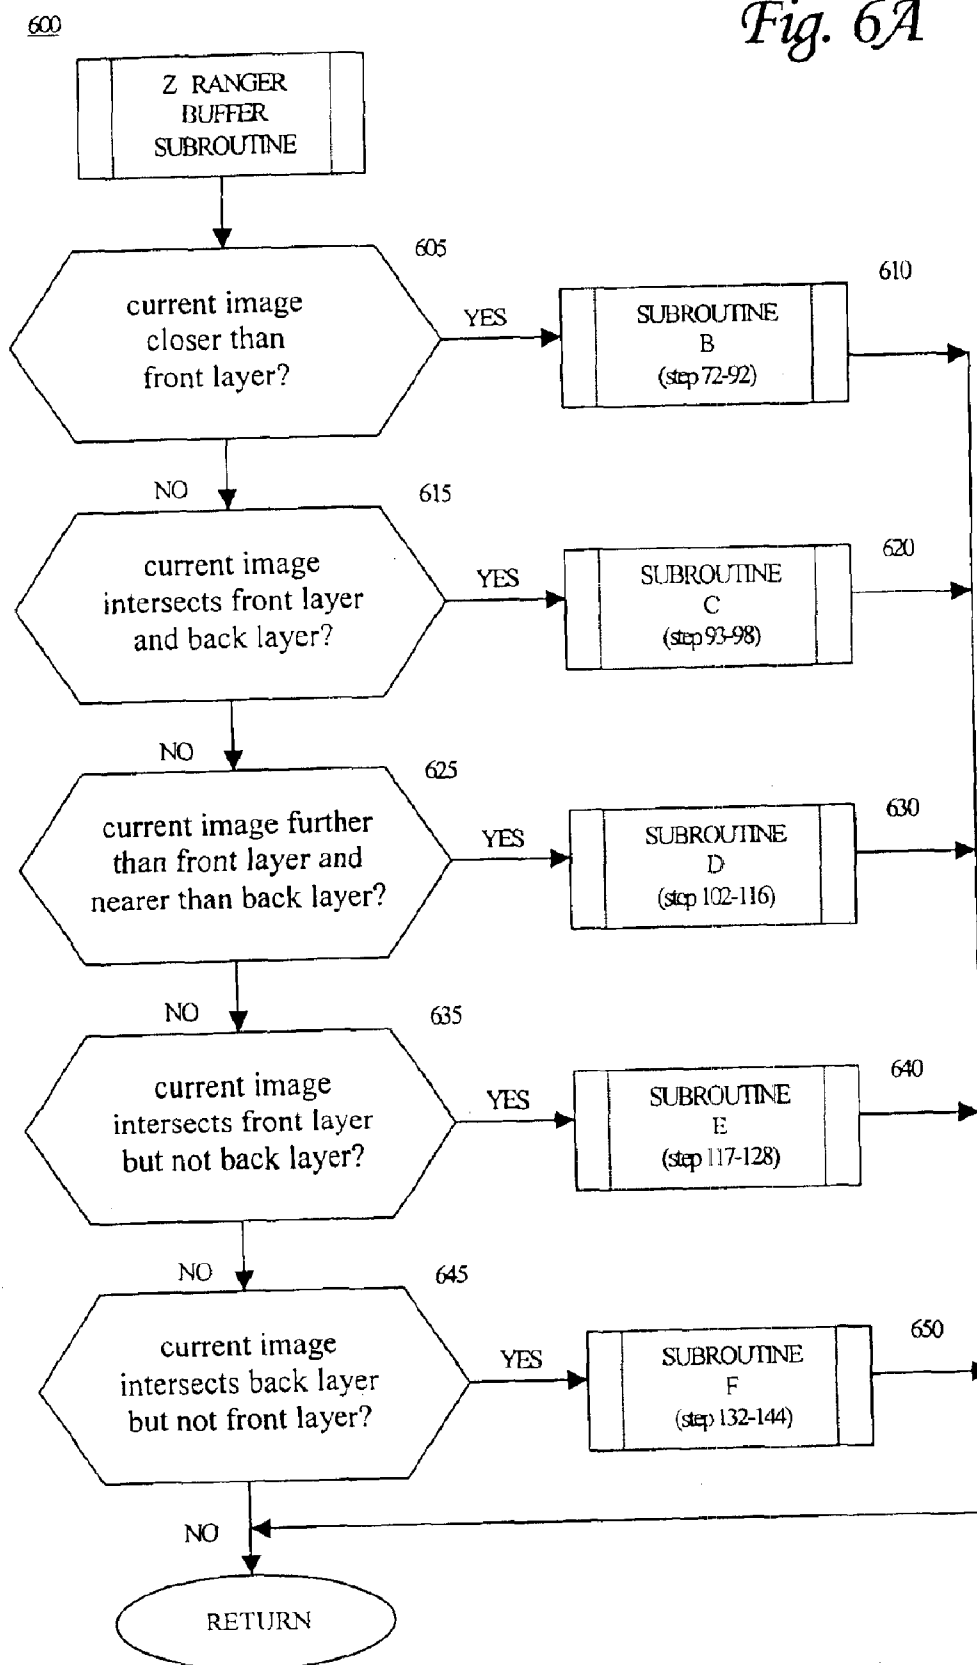 600
Fig. 6A
Z RANGER
BUFFER
SUBROUTINE
605
current image
closer than
front layer?
YES
610
SUBROUTINE
B
(step 72-92)
NO
615
current image
intersects front layer
and back layer?
YES
620
SUBROUTINE
C
(step 93-98)
NO
625
current image further
than front layer and
nearer than back layer?
YES
630
SUBROUTINE
D
(step 102-116)
NO
635
current image
intersects front layer
but not back layer?
YES
640
SUBROUTINE
E
(step 117-128)
NO
645
current image
intersects back layer
but not front layer?
YES
650
SUBROUTINE
F
(step 132-144)
NO
RETURN